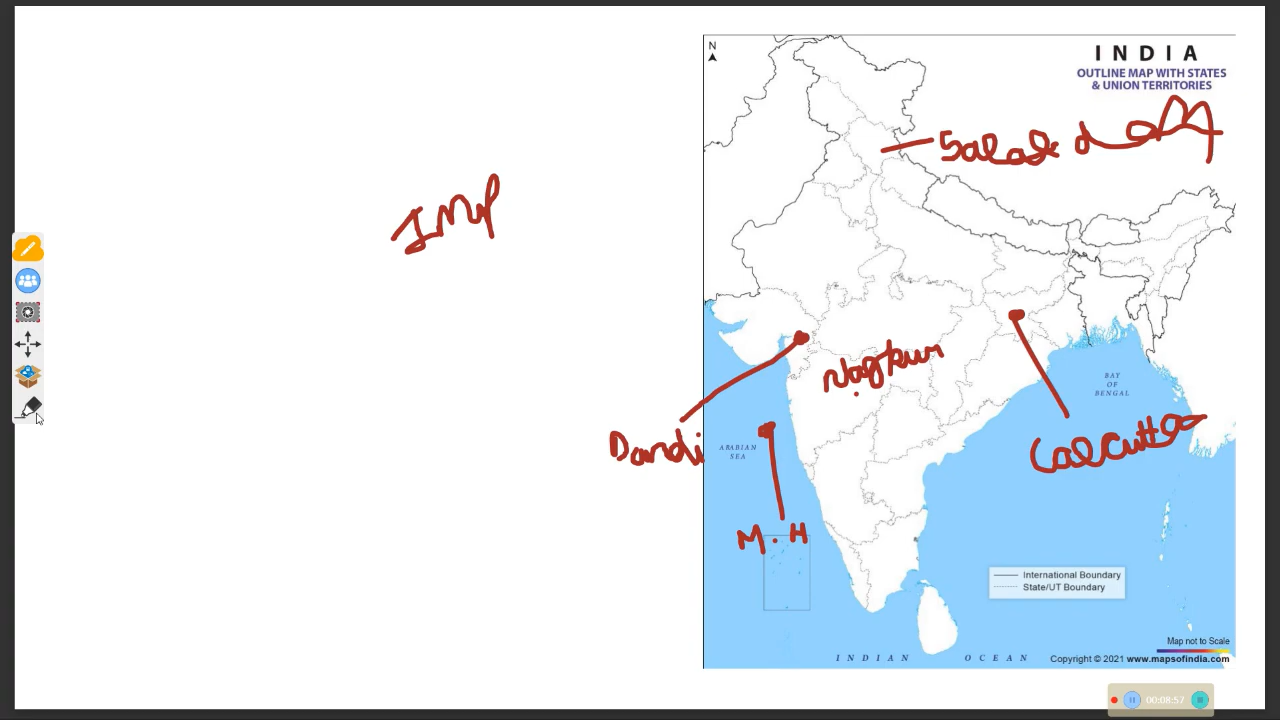 N
INDIA
OUTLINE MAP WITH STATES
& UNION TERRITORIES
Salal
IMP
Nagpur
Dandi
ARABIAN
SEA
BAY
OF
BENGAL
Calcutta
M.H
International Boundary
State/UT Boundary
Map not to Scale
INDIAN OCEAN
Copyright © 2021 www.mapsofindia.com
00:08:57